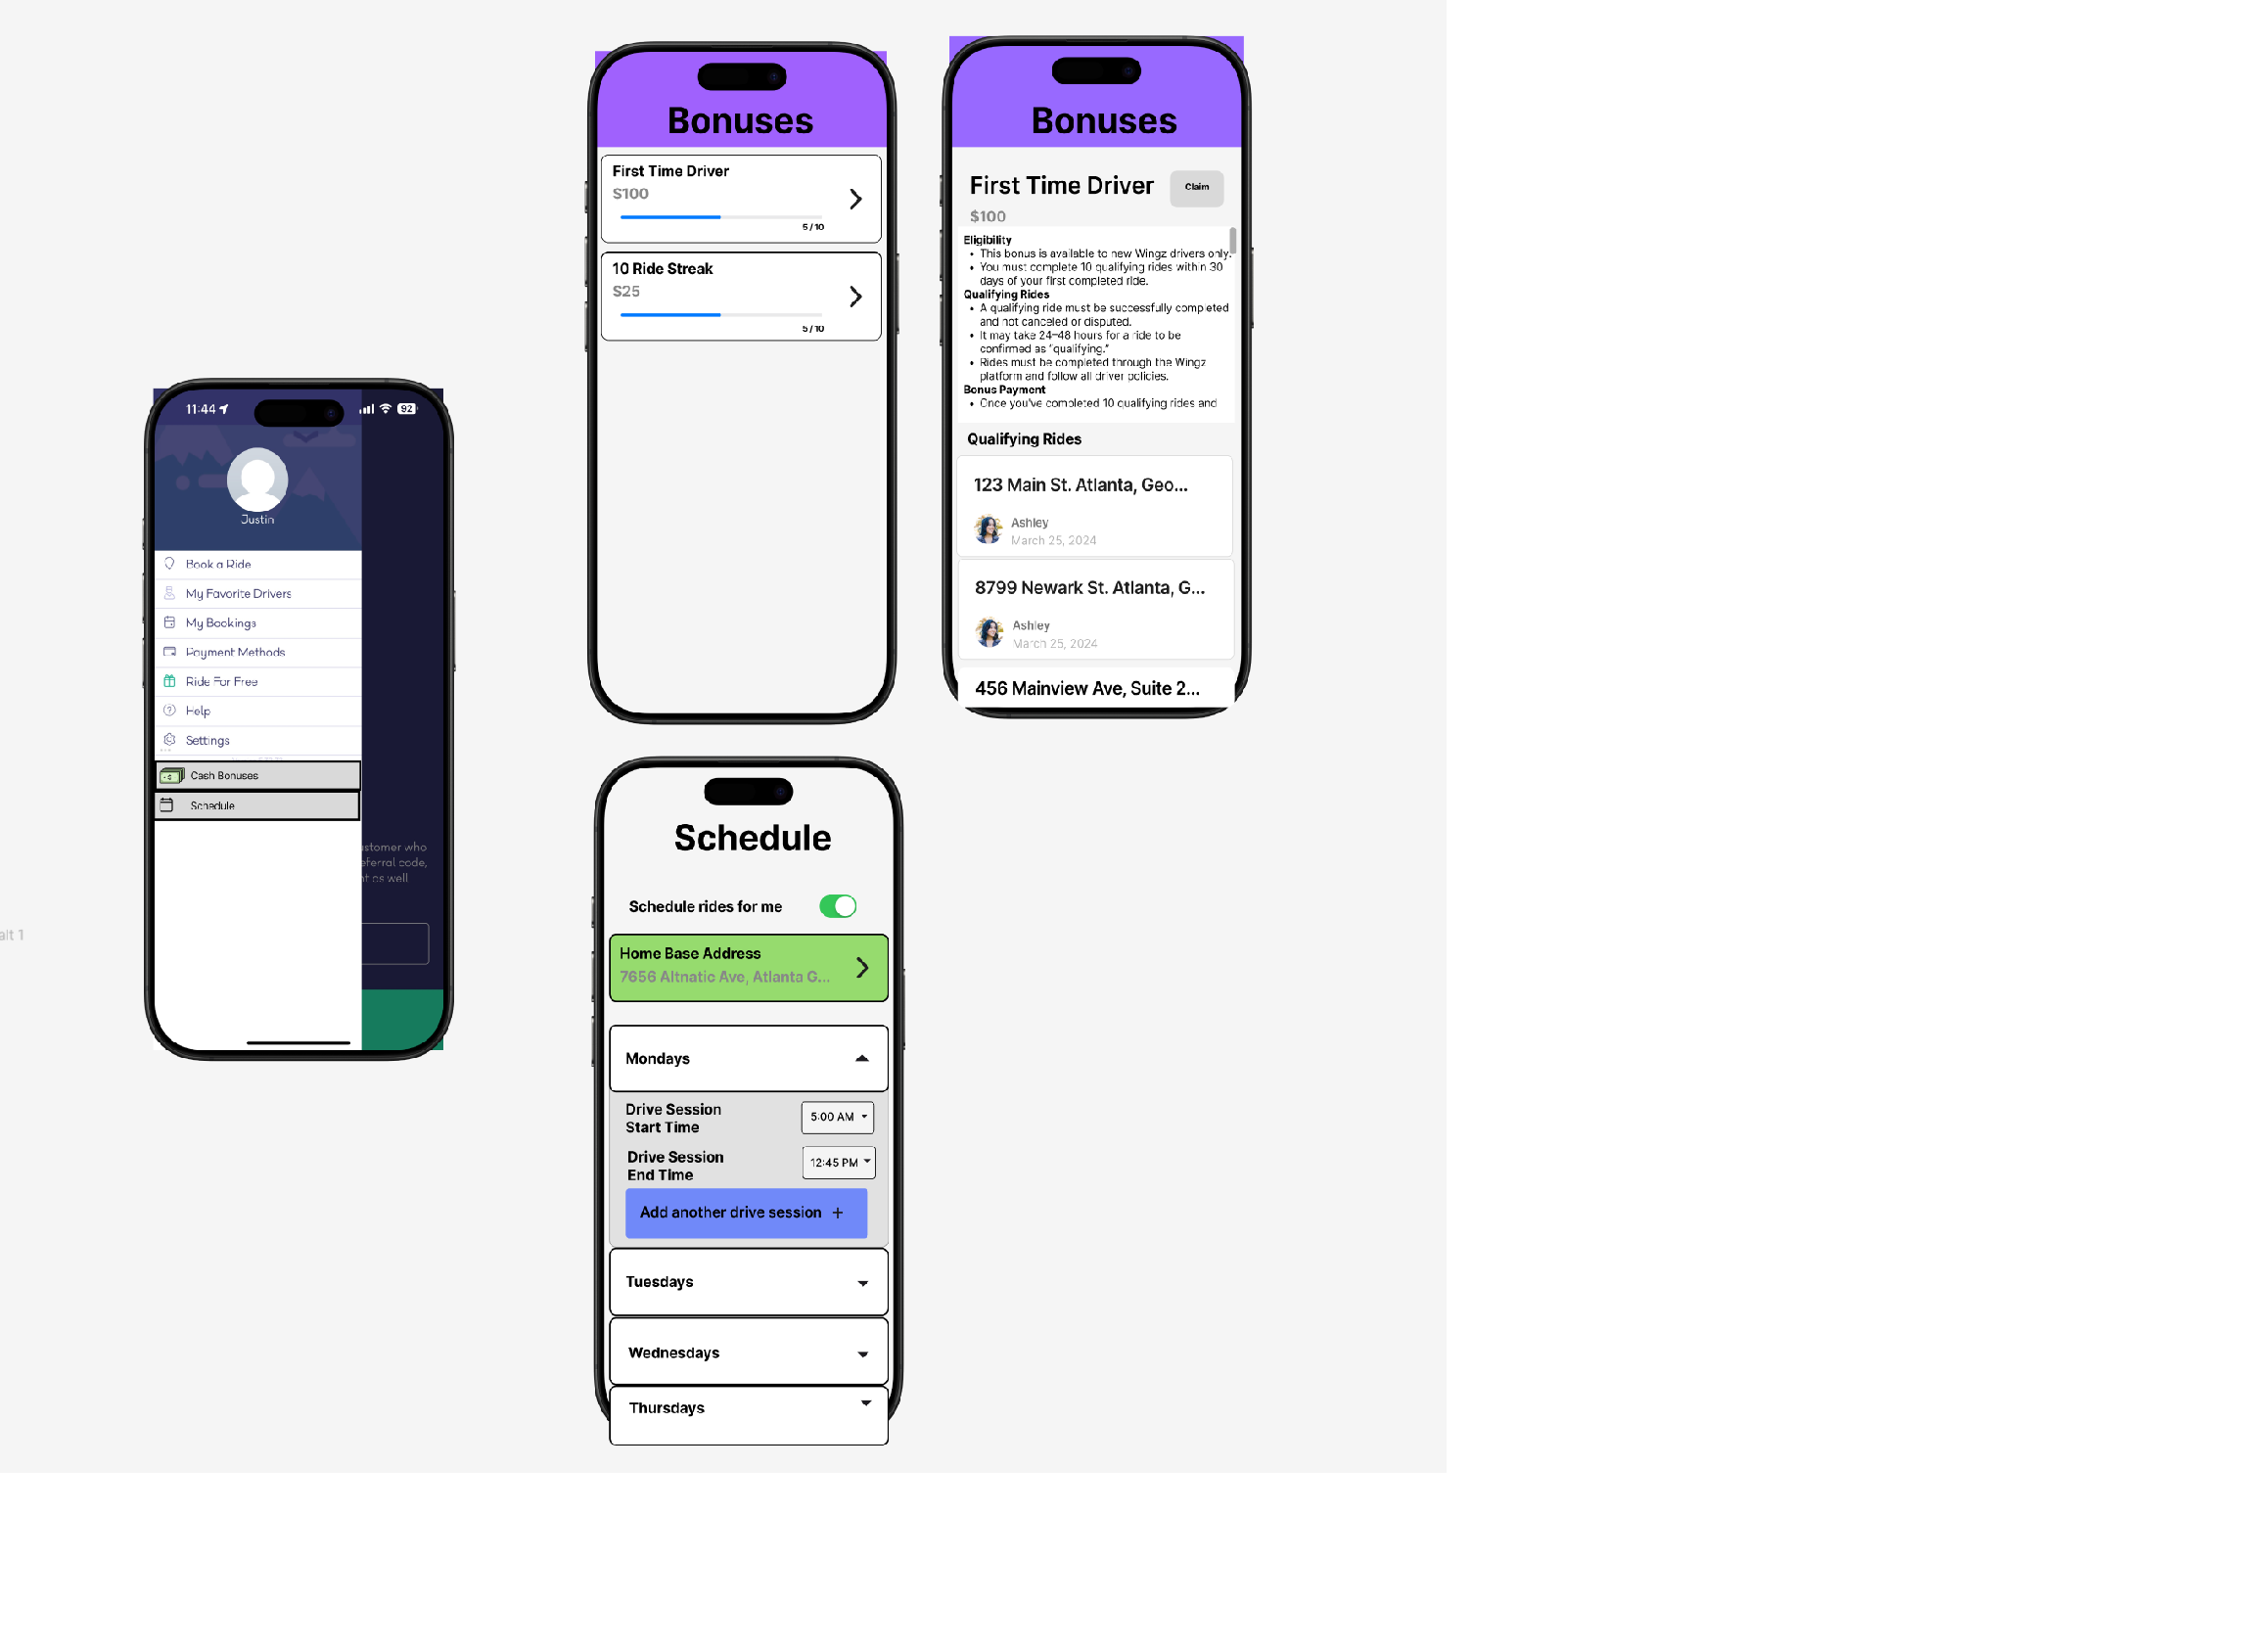 Bonuses
First Time Driver
$100
5 / 10
10 Ride Streak
$25
5 / 10
Bonuses
First Time Driver
Claim
$100
Eligibility
• This bonus is available to new Wingz drivers only.
• You must complete 10 qualifying rides within 30
days of your first completed ride.
Qualifying Rides
• A qualifying ride must be successfully completed
and not canceled or disputed.
• It may take 24–48 hours for a ride to be
confirmed as “qualifying.”
• Rides must be completed through the Wingz
platform and follow all driver policies.
Bonus Payment
• Once you've completed 10 qualifying rides and
Qualifying Rides
123 Main St. Atlanta, Geo...
Ashley
March 25, 2024
8799 Newark St. Atlanta, G...
Ashley
March 25, 2024
456 Mainview Ave, Suite 2...
11:44
92
Justin
Book a Ride
My Favorite Drivers
My Bookings
Payment Methods
Ride For Free
Help
Settings
Cash Bonuses
Schedule
ustomer who
eferral code,
nt as well
alt 1
Schedule
Schedule rides for me
Home Base Address
7656 Altnatic Ave, Atlanta G...
Mondays
Drive Session
Start Time
5:00 AM
Drive Session
End Time
12:45 PM
Add another drive session +
Tuesdays
Wednesdays
Thursdays